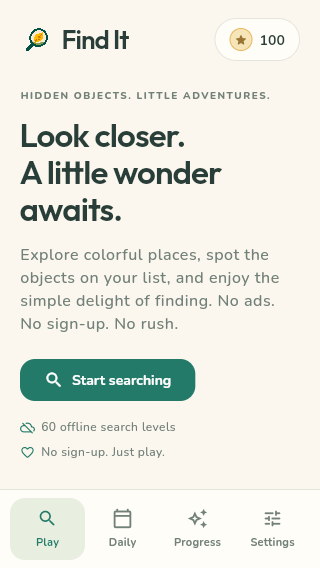 Find It
100
HIDDEN OBJECTS. LITTLE ADVENTURES.
Look closer.
A little wonder
awaits.
Explore colorful places, spot the
objects on your list, and enjoy the
simple delight of finding. No ads.
No sign-up. No rush.
Start searching
60 offline search levels
No sign-up. Just play.
Play
Daily
Progress
Settings